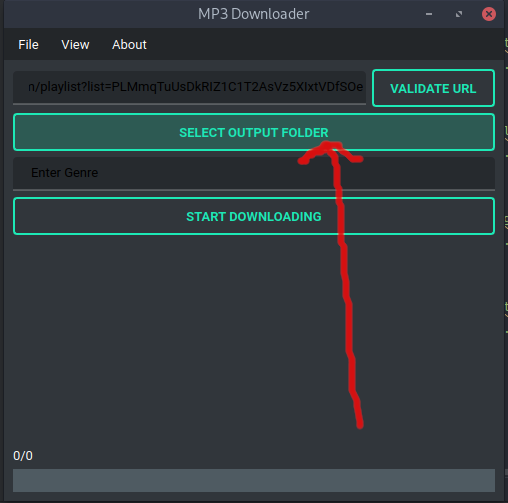 MP3 Downloader
File View About
n/playlist?list=PLMmqTuUsDkRIZ1C1T2AsVz5XIxtVDfSOe VALIDATE URL
SELECT OUTPUT FOLDER
Enter Genre
START DOWNLOADING
0/0